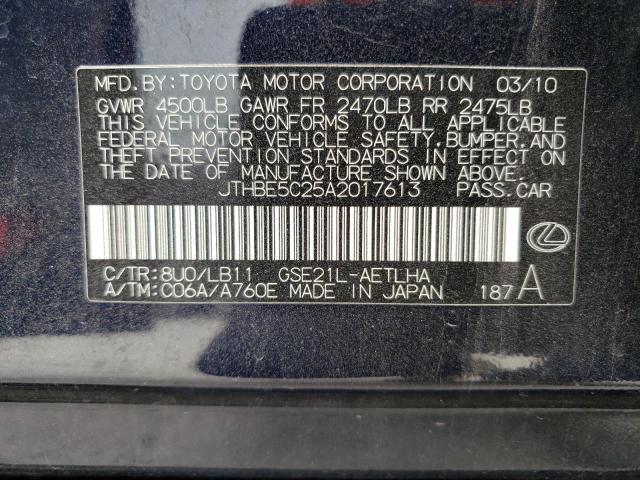 MFD. BY: TOYOTA MOTOR CORPORATION 03/10
GVWR 4500LB GAWR FR 2470LB RR 2475LB
THIS VEHICLE CONFORMS TO ALL APPLICABLE
FEDERAL MOTOR VEHICLE SAFETY, BUMPER, AND
THEFT PREVENTION STANDARDS IN EFFECT ON
THE DATE OF MANUFACTURE SHOWN ABOVE.
JTHBE5C25A2017613 PASS. CAR
C/TR: 8U0/LB11 GSE21L-AETLHA
A/TM: C06A/A760E MADE IN JAPAN 187 A